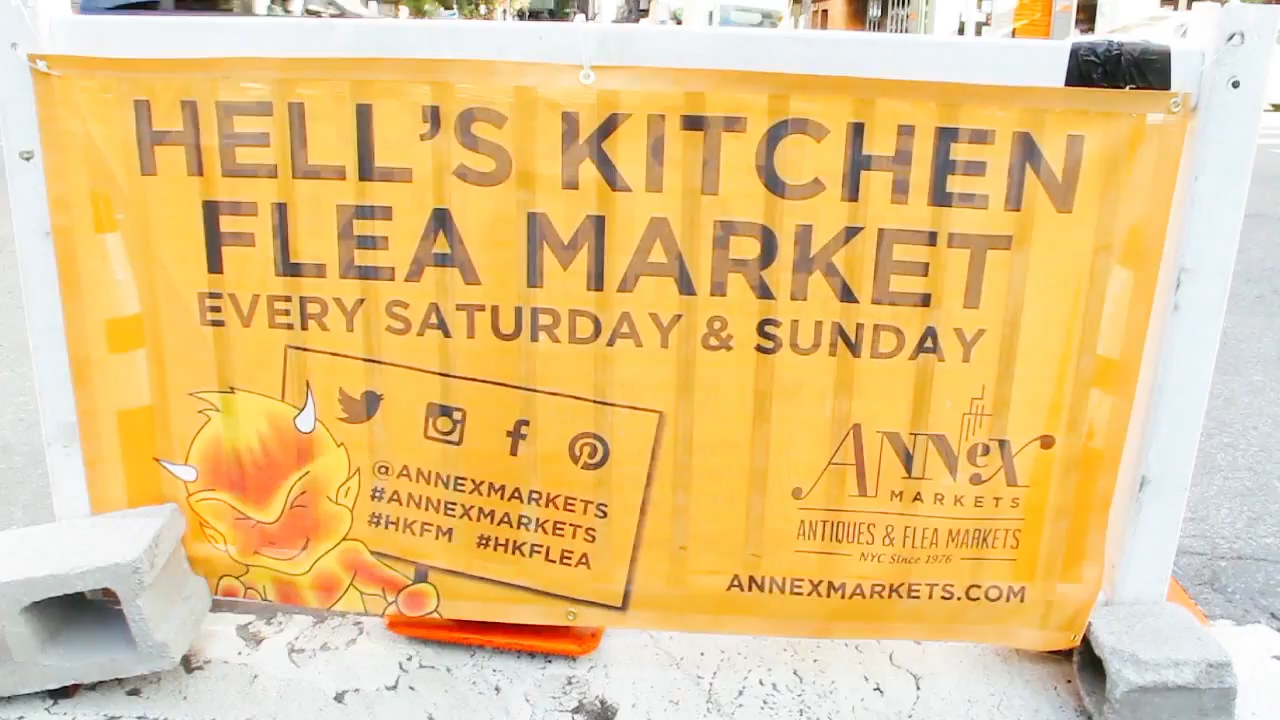 HELL'S KITCHEN
FLEA MARKET
EVERY SATURDAY & SUNDAY
@ANNEXMARKETS
#ANNEXMARKETS
#HKFM #HKFLEA
ANNeX
MARKETS
ANTIQUES & FLEA MARKETS
NYC Since 1976
ANNEXMARKETS.COM